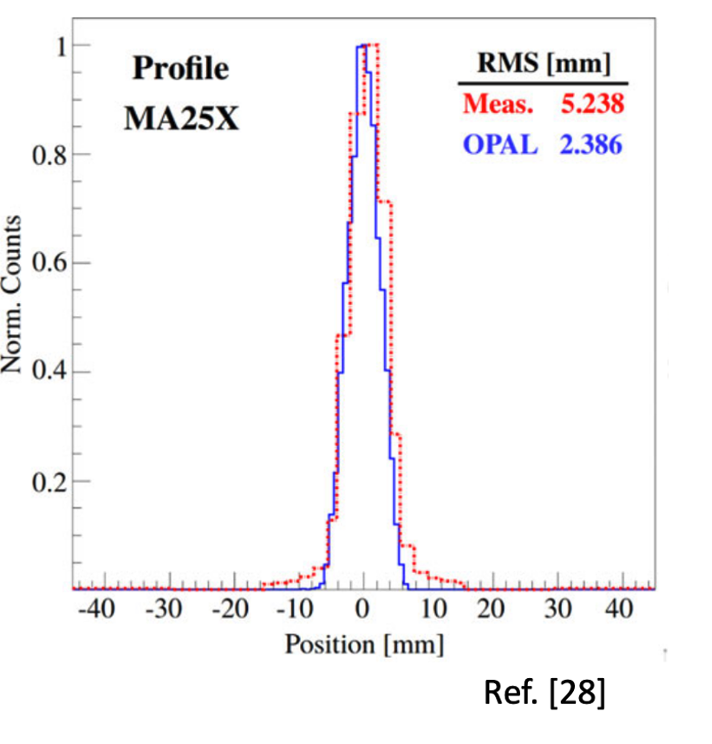 Profile
MA25X
RMS [mm]
Meas. 5.238
OPAL 2.386
Norm. Counts
1
0.8
0.6
0.4
0.2
-40 -30 -20 -10 0 10 20 30 40
Position [mm]
Ref. [28]